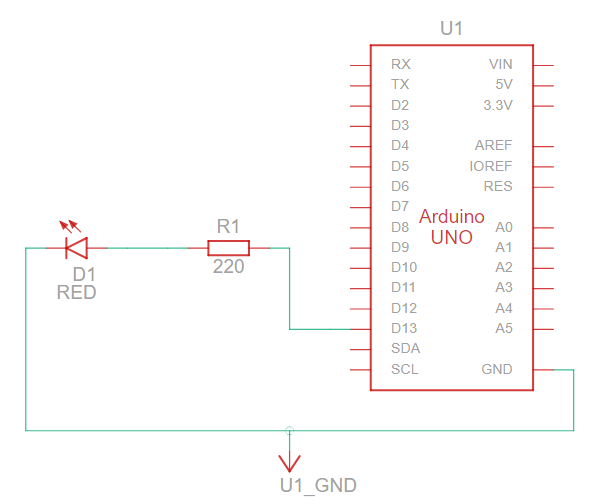 U1
RX
VIN
TX
5V
D2
3.3V
D3
D4
AREF
D5
IOREF
D6
RES
D7
Arduino
UNO
D8
A0
D9
A1
D10
A2
D11
A3
D12
A4
D13
A5
SDA
SCL
GND
R1
220
D1
RED
U1_GND